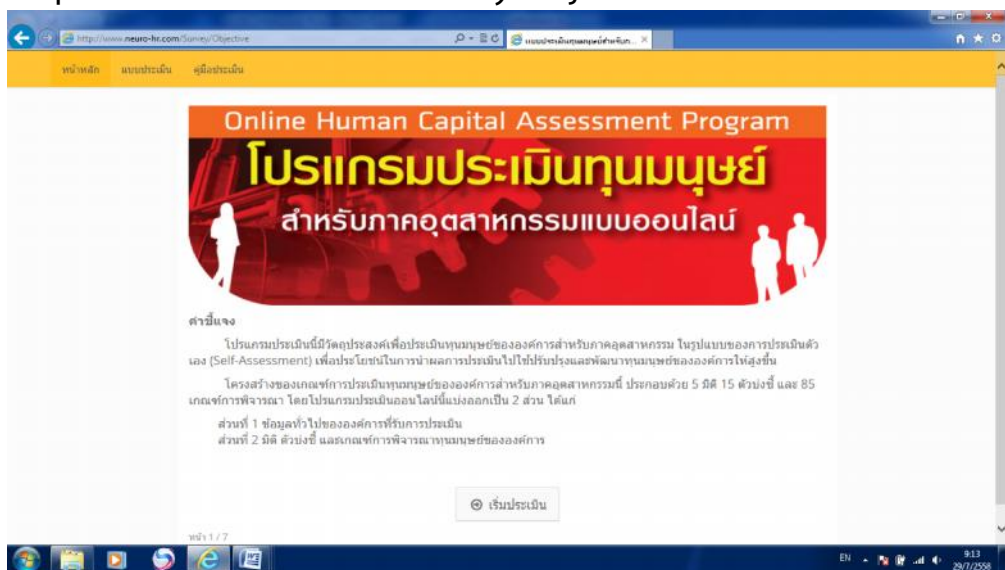 http://www.neuro-hr.com/Survey/Objective
แบบประเมินทุนมนุษย์สำหรับภ...
หน้าหลัก แบบประเมิน คู่มือประเมิน
Online Human Capital Assessment Program
โปรแกรมประเมินทุนมนุษย์
สำหรับภาคอุตสาหกรรมแบบออนไลน์
คำชี้แจง
โปรแกรมประเมินนี้มีวัตถุประสงค์เพื่อประเมินทุนมนุษย์ขององค์การสำหรับภาคอุตสาหกรรม ในรูปแบบของการประเมินตัว
เอง (Self-Assessment) เพื่อประโยชน์ในการนำผลการประเมินไปใช้ปรับปรุงและพัฒนาทุนมนุษย์ขององค์การให้สูงขึ้น
โครงสร้างของเกณฑ์การประเมินทุนมนุษย์ขององค์การสำหรับภาคอุตสาหกรรมนี้ ประกอบด้วย 5 มิติ 15 ตัวบ่งชี้ และ 85
เกณฑ์การพิจารณา โดยโปรแกรมประเมินออนไลน์นี้แบ่งออกเป็น 2 ส่วน ได้แก่
ส่วนที่ 1 ข้อมูลทั่วไปขององค์การที่รับการประเมิน
ส่วนที่ 2 มิติ ตัวบ่งชี้ และเกณฑ์การพิจารณาทุนมนุษย์ขององค์การ
เริ่มประเมิน
หน้า 1 / 7
EN
9:13
29/7/2558